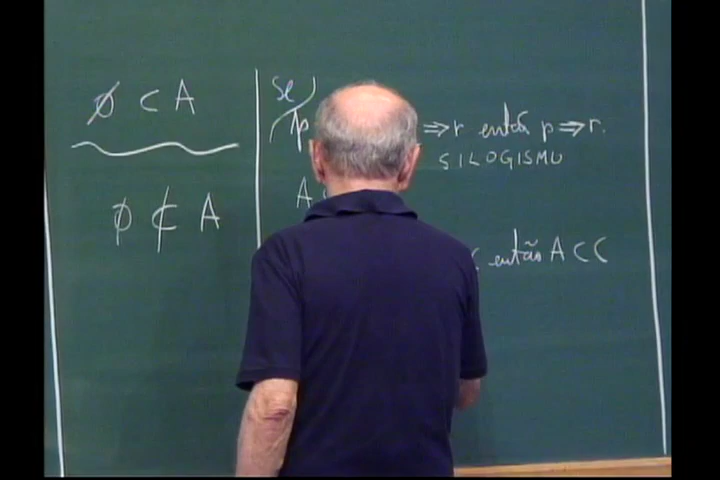 ∅ ⊂ A
∅ ⊄ A
Se
p ⇒ r então p ⇒ r.
SILOGISMO
A
então A ⊂ C